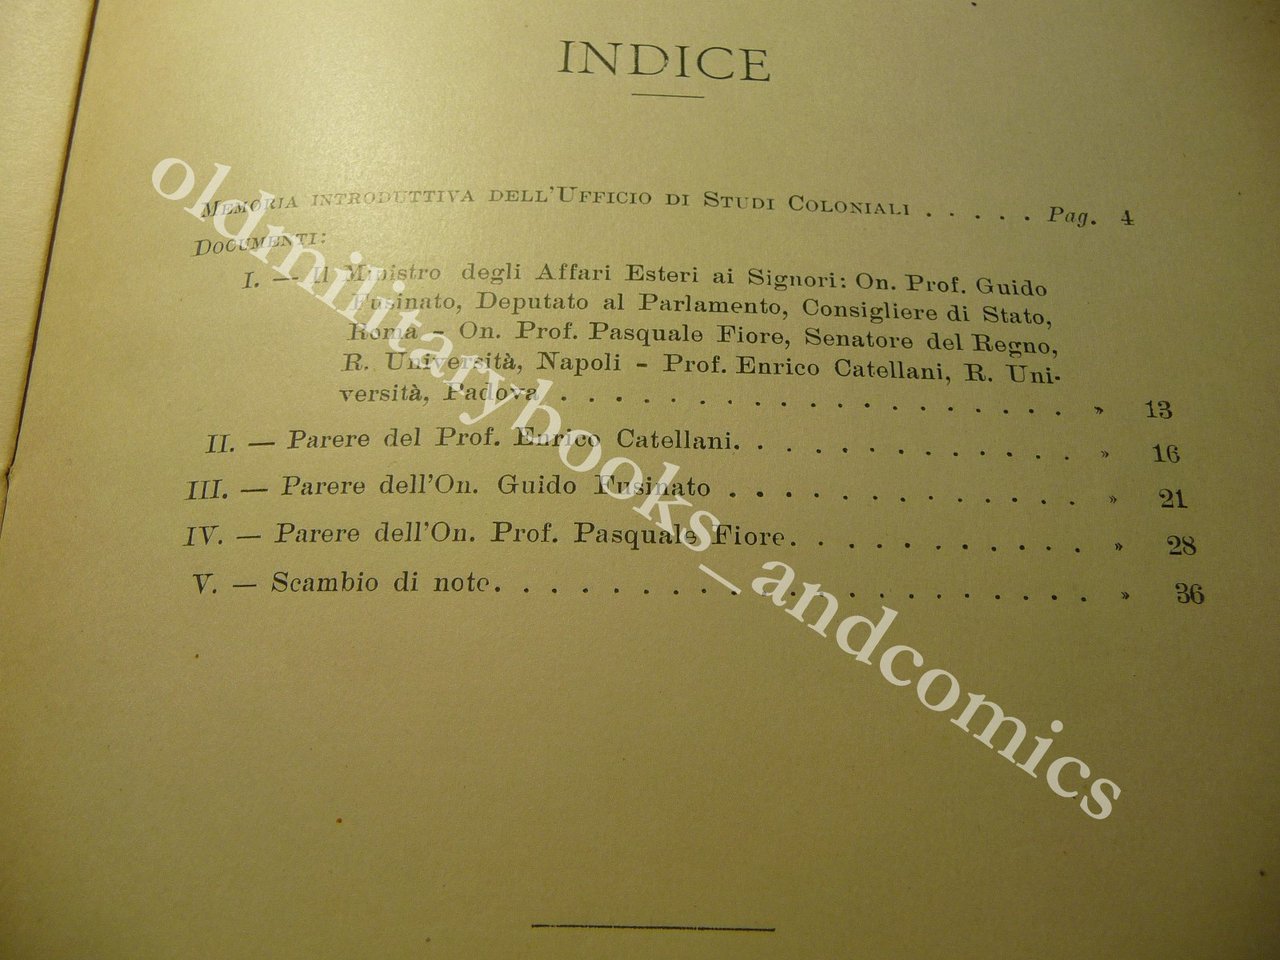 INDICE
MEMORIA INTRODUTTIVA DELL'UFFICIO DI STUDI COLONIALI . . . . . Pag. 4
DOCUMENTI:
I. — Il Ministro degli Affari Esteri ai Signori: On. Prof. Guido
Fusinato, Deputato al Parlamento, Consigliere di Stato,
Roma - On. Prof. Pasquale Fiore, Senatore del Regno,
R. Università, Napoli - Prof. Enrico Catellani, R. Uni-
versità, Padova . . . . . . . . . . . . . . . . . . . » 13
II. — Parere del Prof. Enrico Catellani. . . . . . . . . . . . . » 16
III. — Parere dell'On. Guido Fusinato . . . . . . . . . . . . . » 21
IV. — Parere dell'On. Prof. Pasquale Fiore. . . . . . . . . . . » 28
V. — Scambio di note. . . . . . . . . . . . . . . . . . . . . » 36
oldmilitarybooks_andcomics